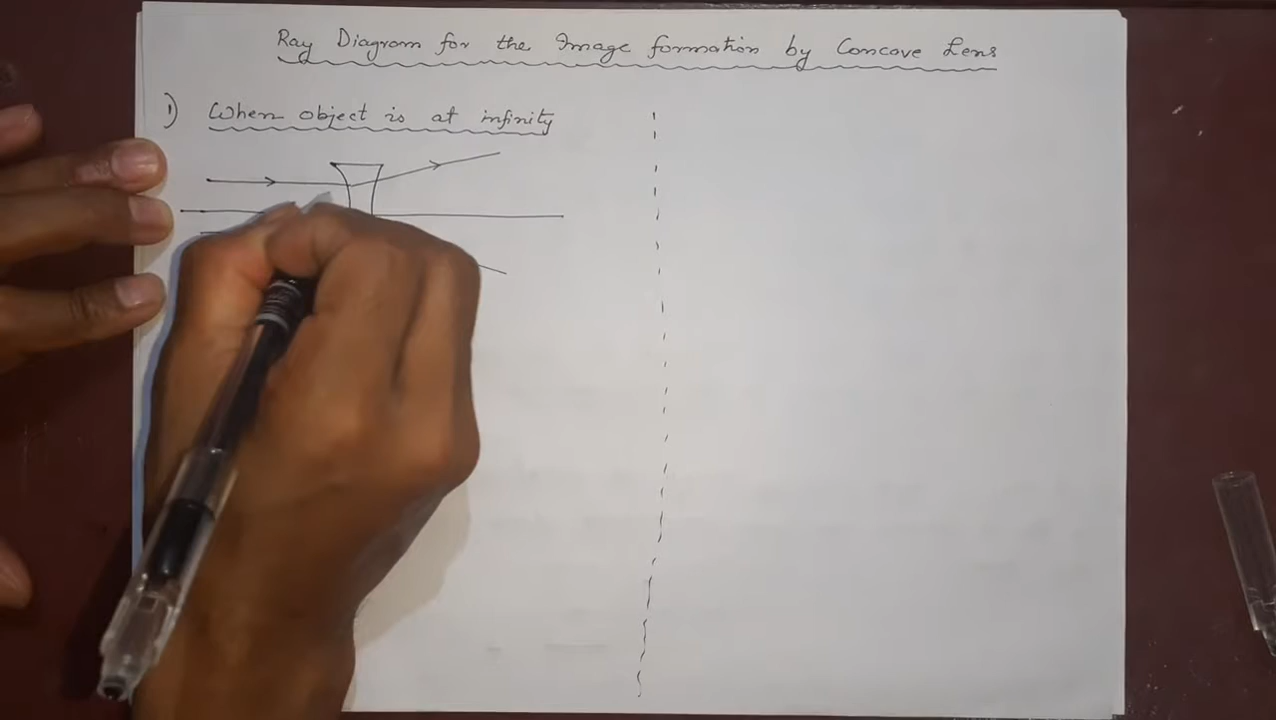 Ray Diagram for the Image formation by Concave Lens
1) When object is at infinity